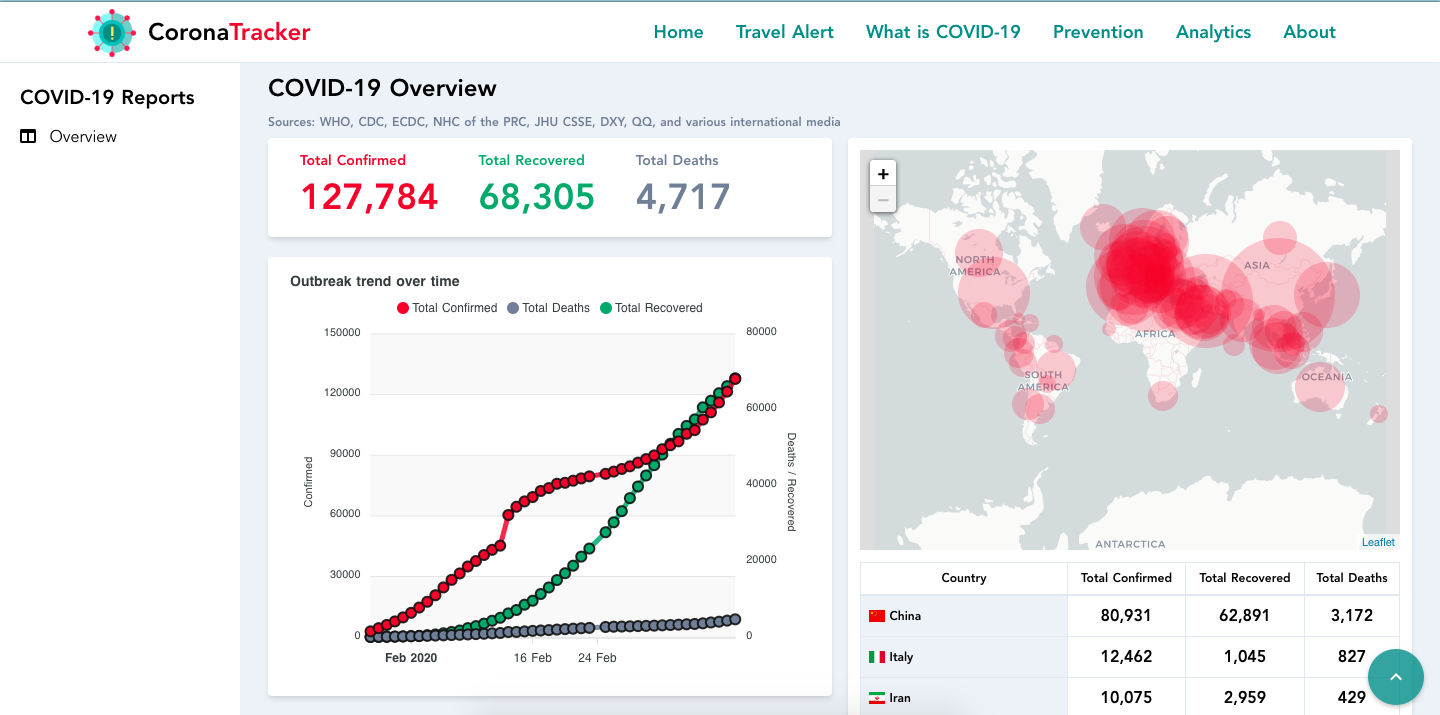 CoronaTracker
Home Travel Alert What is COVID-19 Prevention Analytics About
COVID-19 Reports
Overview
COVID-19 Overview
Sources: WHO, CDC, ECDC, NHC of the PRC, JHU CSSE, DXY, QQ, and various international media
Total Confirmed Total Recovered Total Deaths
127,784 68,305 4,717
Outbreak trend over time
Total Confirmed Total Deaths Total Recovered
150000 80000
120000
60000
90000
40000
60000
20000
30000
0 0
Confirmed
Deaths / Recovered
Feb 2020 16 Feb 24 Feb
+
−
NORTH
AMERICA
ASIA
AFRICA
SOUTH
AMERICA
OCEANIA
ANTARCTICA
Leaflet
Country Total Confirmed Total Recovered Total Deaths
China 80,931 62,891 3,172
Italy 12,462 1,045 827
Iran 10,075 2,959 429